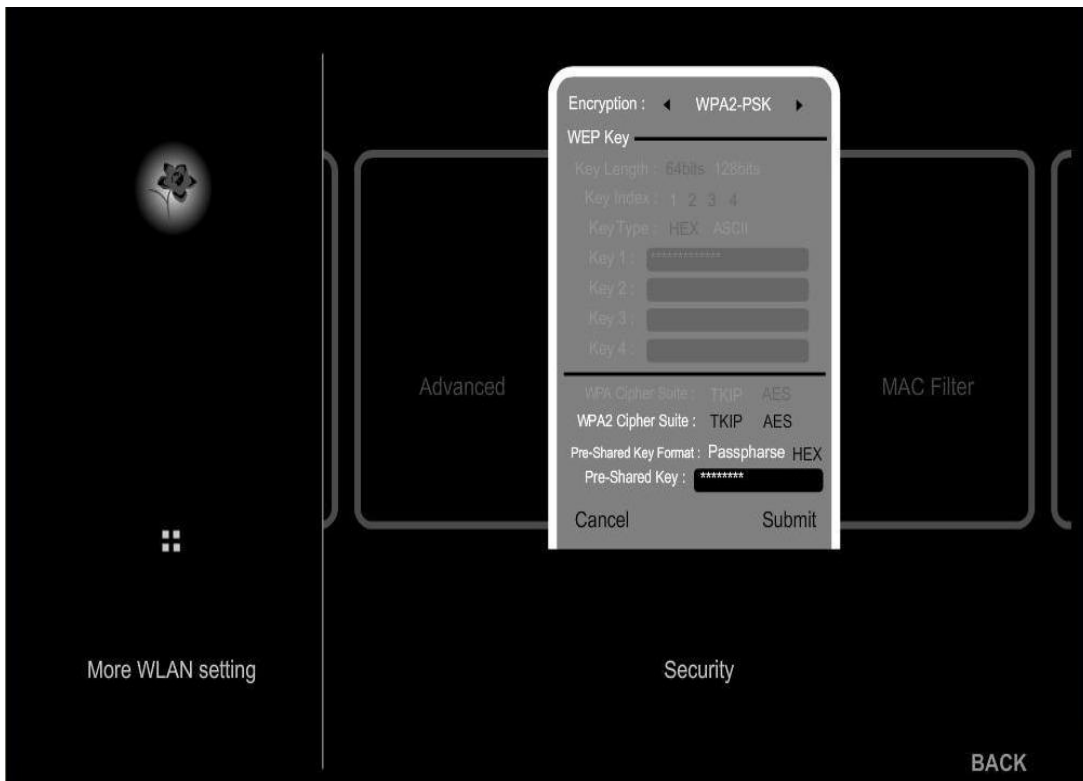 Encryption : WPA2-PSK
WEP Key
Key Length : 64bits 128bits
Key Index : 1 2 3 4
Key Type : HEX ASCII
Key 1 : *************
Key 2 :
Key 3 :
Key 4 :
Advanced
WPA Cipher Suite : TKIP AES
MAC Filter
WPA2 Cipher Suite : TKIP AES
Pre-Shared Key Format : Passpharse HEX
Pre-Shared Key : ********
Cancel Submit
More WLAN setting
Security
BACK